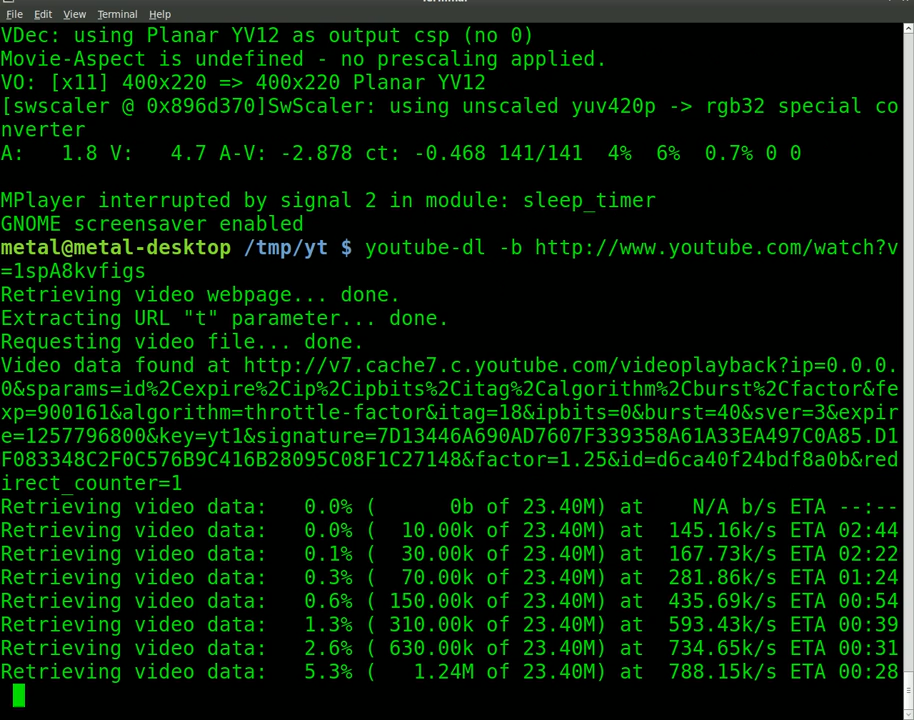 File Edit View Terminal Help
VDec: using Planar YV12 as output csp (no 0)
Movie-Aspect is undefined - no prescaling applied.
VO: [x11] 400x220 => 400x220 Planar YV12
[swscaler @ 0x896d370]SwScaler: using unscaled yuv420p -> rgb32 special co
nverter
A:   1.8 V:   4.7 A-V: -2.878 ct: -0.468 141/141  4%  6%  0.7% 0 0
MPlayer interrupted by signal 2 in module: sleep_timer
GNOME screensaver enabled
metal@metal-desktop /tmp/yt $ youtube-dl -b http://www.youtube.com/watch?v
=1spA8kvfigs
Retrieving video webpage... done.
Extracting URL "t" parameter... done.
Requesting video file... done.
Video data found at http://v7.cache7.c.youtube.com/videoplayback?ip=0.0.0.
0&sparams=id%2Cexpire%2Cip%2Cipbits%2Citag%2Calgorithm%2Cburst%2Cfactor&fe
xp=900161&algorithm=throttle-factor&itag=18&ipbits=0&burst=40&sver=3&expir
e=1257796800&key=yt1&signature=7D13446A690AD7607F339358A61A33EA497C0A85.D1
F083348C2F0C576B9C416B28095C08F1C27148&factor=1.25&id=d6ca40f24bdf8a0b&red
irect_counter=1
Retrieving video data:   0.0% (      0b of 23.40M) at     N/A b/s ETA --:--
Retrieving video data:   0.0% (  10.00k of 23.40M) at  145.16k/s ETA 02:44
Retrieving video data:   0.1% (  30.00k of 23.40M) at  167.73k/s ETA 02:22
Retrieving video data:   0.3% (  70.00k of 23.40M) at  281.86k/s ETA 01:24
Retrieving video data:   0.6% ( 150.00k of 23.40M) at  435.69k/s ETA 00:54
Retrieving video data:   1.3% ( 310.00k of 23.40M) at  593.43k/s ETA 00:39
Retrieving video data:   2.6% ( 630.00k of 23.40M) at  734.65k/s ETA 00:31
Retrieving video data:   5.3% (   1.24M of 23.40M) at  788.15k/s ETA 00:28